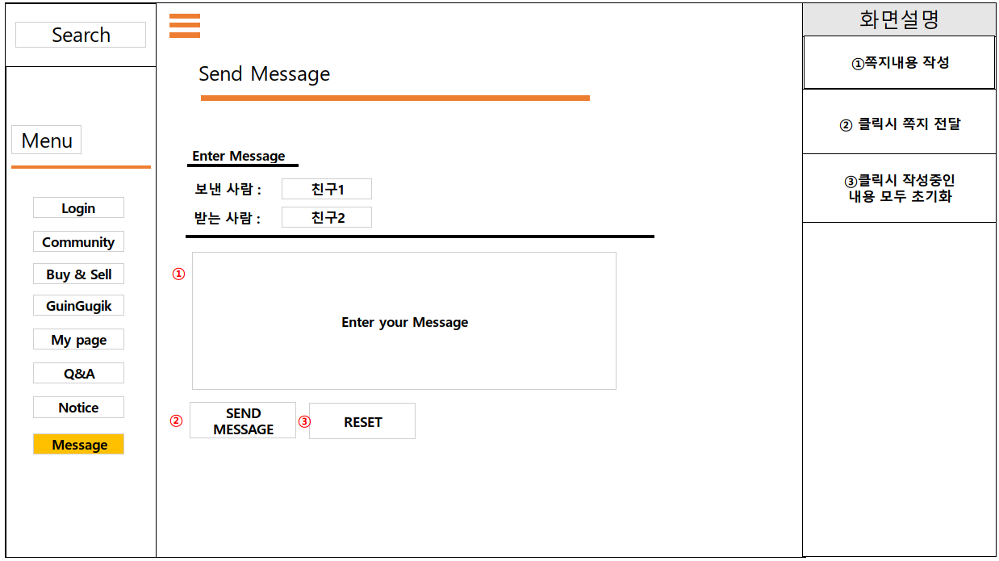 Search
Menu
Login
Community
Buy & Sell
GuinGugik
My page
Q&A
Notice
Message
Send Message
Enter Message
보낸 사람 : 친구1
받는 사람 : 친구2
①
Enter your Message
② SEND
MESSAGE
③ RESET
화면설명
①쪽지내용 작성
② 클릭시 쪽지 전달
③클릭시 작성중인
내용 모두 초기화